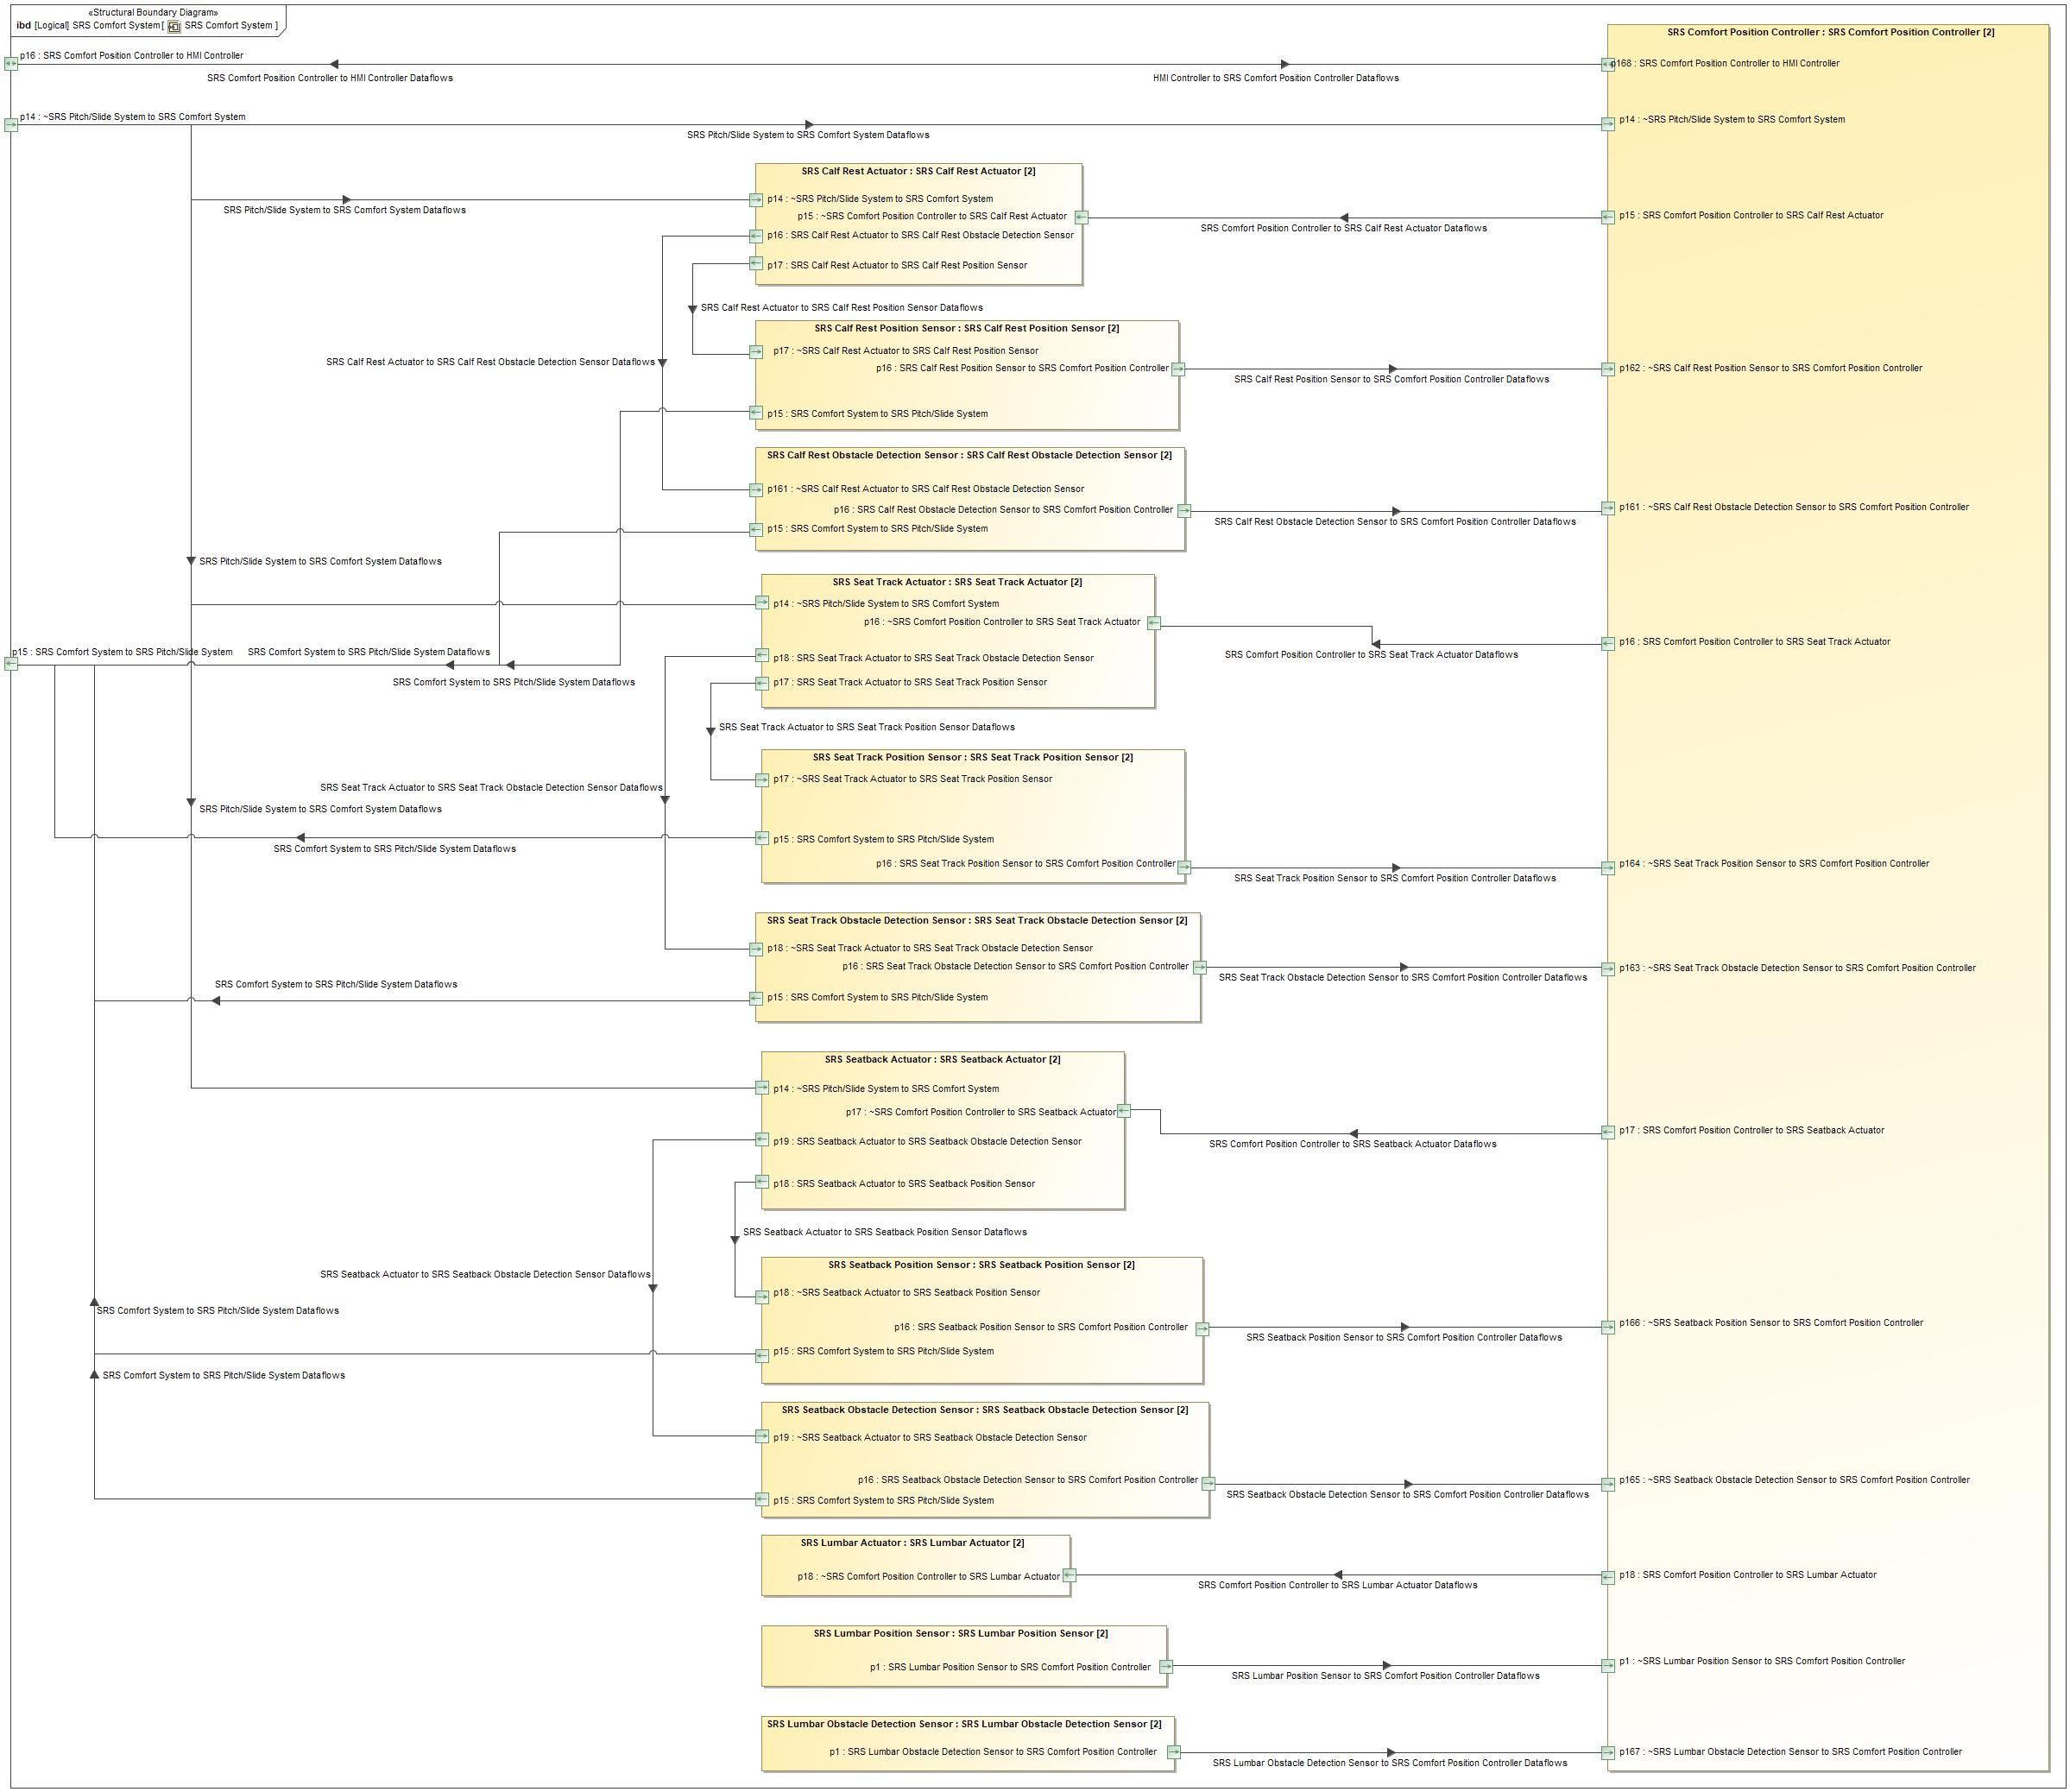 «Structural Boundary Diagram»
ibd [Logical] SRS Comfort System [ SRS Comfort System ]
SRS Comfort Position Controller : SRS Comfort Position Controller [2]
p16 : SRS Comfort Position Controller to HMI Controller
p168 : SRS Comfort Position Controller to HMI Controller
SRS Comfort Position Controller to HMI Controller Dataflows
HMI Controller to SRS Comfort Position Controller Dataflows
p14 : ~SRS Pitch/Slide System to SRS Comfort System
p14 : ~SRS Pitch/Slide System to SRS Comfort System
SRS Pitch/Slide System to SRS Comfort System Dataflows
SRS Calf Rest Actuator : SRS Calf Rest Actuator [2]
p14 : ~SRS Pitch/Slide System to SRS Comfort System
SRS Pitch/Slide System to SRS Comfort System Dataflows
p15 : ~SRS Comfort Position Controller to SRS Calf Rest Actuator
p15 : SRS Comfort Position Controller to SRS Calf Rest Actuator
SRS Comfort Position Controller to SRS Calf Rest Actuator Dataflows
p16 : SRS Calf Rest Actuator to SRS Calf Rest Obstacle Detection Sensor
p17 : SRS Calf Rest Actuator to SRS Calf Rest Position Sensor
SRS Calf Rest Actuator to SRS Calf Rest Position Sensor Dataflows
SRS Calf Rest Position Sensor : SRS Calf Rest Position Sensor [2]
p17 : ~SRS Calf Rest Actuator to SRS Calf Rest Position Sensor
SRS Calf Rest Actuator to SRS Calf Rest Obstacle Detection Sensor Dataflows
p16 : SRS Calf Rest Position Sensor to SRS Comfort Position Controller
p162 : ~SRS Calf Rest Position Sensor to SRS Comfort Position Controller
SRS Calf Rest Position Sensor to SRS Comfort Position Controller Dataflows
p15 : SRS Comfort System to SRS Pitch/Slide System
SRS Calf Rest Obstacle Detection Sensor : SRS Calf Rest Obstacle Detection Sensor [2]
p161 : ~SRS Calf Rest Actuator to SRS Calf Rest Obstacle Detection Sensor
p16 : SRS Calf Rest Obstacle Detection Sensor to SRS Comfort Position Controller
p161 : ~SRS Calf Rest Obstacle Detection Sensor to SRS Comfort Position Controller
SRS Calf Rest Obstacle Detection Sensor to SRS Comfort Position Controller Dataflows
p15 : SRS Comfort System to SRS Pitch/Slide System
SRS Pitch/Slide System to SRS Comfort System Dataflows
SRS Seat Track Actuator : SRS Seat Track Actuator [2]
p14 : ~SRS Pitch/Slide System to SRS Comfort System
p16 : ~SRS Comfort Position Controller to SRS Seat Track Actuator
p16 : SRS Comfort Position Controller to SRS Seat Track Actuator
SRS Comfort Position Controller to SRS Seat Track Actuator Dataflows
p15 : SRS Comfort System to SRS Pitch/Slide System
SRS Comfort System to SRS Pitch/Slide System Dataflows
p18 : SRS Seat Track Actuator to SRS Seat Track Obstacle Detection Sensor
SRS Comfort System to SRS Pitch/Slide System Dataflows
p17 : SRS Seat Track Actuator to SRS Seat Track Position Sensor
SRS Seat Track Actuator to SRS Seat Track Position Sensor Dataflows
SRS Seat Track Position Sensor : SRS Seat Track Position Sensor [2]
p17 : ~SRS Seat Track Actuator to SRS Seat Track Position Sensor
SRS Seat Track Actuator to SRS Seat Track Obstacle Detection Sensor Dataflows
SRS Pitch/Slide System to SRS Comfort System Dataflows
p15 : SRS Comfort System to SRS Pitch/Slide System
SRS Comfort System to SRS Pitch/Slide System Dataflows
p16 : SRS Seat Track Position Sensor to SRS Comfort Position Controller
p164 : ~SRS Seat Track Position Sensor to SRS Comfort Position Controller
SRS Seat Track Position Sensor to SRS Comfort Position Controller Dataflows
SRS Seat Track Obstacle Detection Sensor : SRS Seat Track Obstacle Detection Sensor [2]
p18 : ~SRS Seat Track Actuator to SRS Seat Track Obstacle Detection Sensor
p16 : SRS Seat Track Obstacle Detection Sensor to SRS Comfort Position Controller
p163 : ~SRS Seat Track Obstacle Detection Sensor to SRS Comfort Position Controller
SRS Seat Track Obstacle Detection Sensor to SRS Comfort Position Controller Dataflows
SRS Comfort System to SRS Pitch/Slide System Dataflows
p15 : SRS Comfort System to SRS Pitch/Slide System
SRS Seatback Actuator : SRS Seatback Actuator [2]
p14 : ~SRS Pitch/Slide System to SRS Comfort System
p17 : ~SRS Comfort Position Controller to SRS Seatback Actuator
p17 : SRS Comfort Position Controller to SRS Seatback Actuator
SRS Comfort Position Controller to SRS Seatback Actuator Dataflows
p19 : SRS Seatback Actuator to SRS Seatback Obstacle Detection Sensor
p18 : SRS Seatback Actuator to SRS Seatback Position Sensor
SRS Seatback Actuator to SRS Seatback Position Sensor Dataflows
SRS Seatback Position Sensor : SRS Seatback Position Sensor [2]
SRS Seatback Actuator to SRS Seatback Obstacle Detection Sensor Dataflows
p18 : ~SRS Seatback Actuator to SRS Seatback Position Sensor
SRS Comfort System to SRS Pitch/Slide System Dataflows
p16 : SRS Seatback Position Sensor to SRS Comfort Position Controller
p166 : ~SRS Seatback Position Sensor to SRS Comfort Position Controller
SRS Seatback Position Sensor to SRS Comfort Position Controller Dataflows
p15 : SRS Comfort System to SRS Pitch/Slide System
SRS Comfort System to SRS Pitch/Slide System Dataflows
SRS Seatback Obstacle Detection Sensor : SRS Seatback Obstacle Detection Sensor [2]
p19 : ~SRS Seatback Actuator to SRS Seatback Obstacle Detection Sensor
p16 : SRS Seatback Obstacle Detection Sensor to SRS Comfort Position Controller
p165 : ~SRS Seatback Obstacle Detection Sensor to SRS Comfort Position Controller
SRS Seatback Obstacle Detection Sensor to SRS Comfort Position Controller Dataflows
p15 : SRS Comfort System to SRS Pitch/Slide System
SRS Lumbar Actuator : SRS Lumbar Actuator [2]
p18 : ~SRS Comfort Position Controller to SRS Lumbar Actuator
p18 : SRS Comfort Position Controller to SRS Lumbar Actuator
SRS Comfort Position Controller to SRS Lumbar Actuator Dataflows
SRS Lumbar Position Sensor : SRS Lumbar Position Sensor [2]
p1 : SRS Lumbar Position Sensor to SRS Comfort Position Controller
p1 : ~SRS Lumbar Position Sensor to SRS Comfort Position Controller
SRS Lumbar Position Sensor to SRS Comfort Position Controller Dataflows
SRS Lumbar Obstacle Detection Sensor : SRS Lumbar Obstacle Detection Sensor [2]
p1 : SRS Lumbar Obstacle Detection Sensor to SRS Comfort Position Controller
p167 : ~SRS Lumbar Obstacle Detection Sensor to SRS Comfort Position Controller
SRS Lumbar Obstacle Detection Sensor to SRS Comfort Position Controller Dataflows